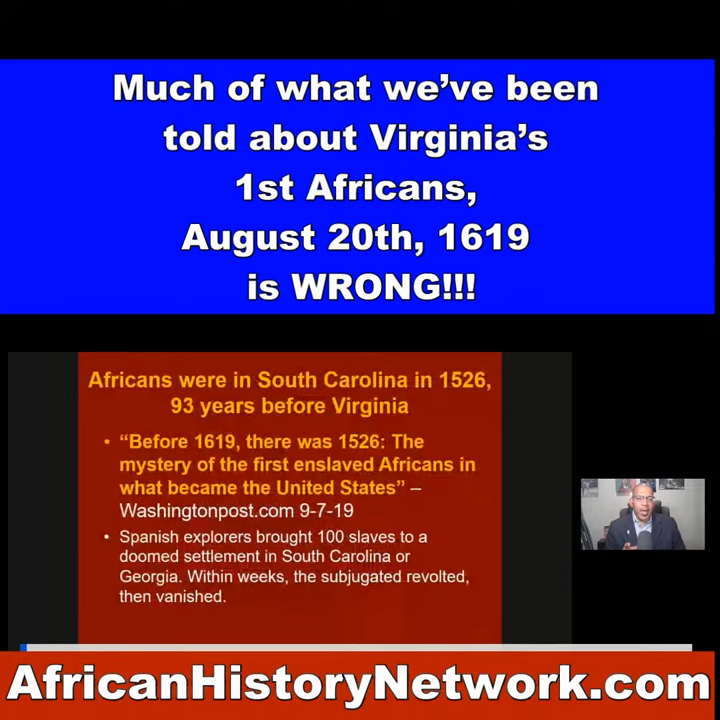 Much of what we've been
told about Virginia's
1st Africans,
August 20th, 1619
is WRONG!!!
Africans were in South Carolina in 1526,
93 years before Virginia
• “Before 1619, there was 1526: The
mystery of the first enslaved Africans in
what became the United States” –
Washingtonpost.com 9-7-19
• Spanish explorers brought 100 slaves to a
doomed settlement in South Carolina or
Georgia. Within weeks, the subjugated revolted,
then vanished.
AfricanHistoryNetwork.com